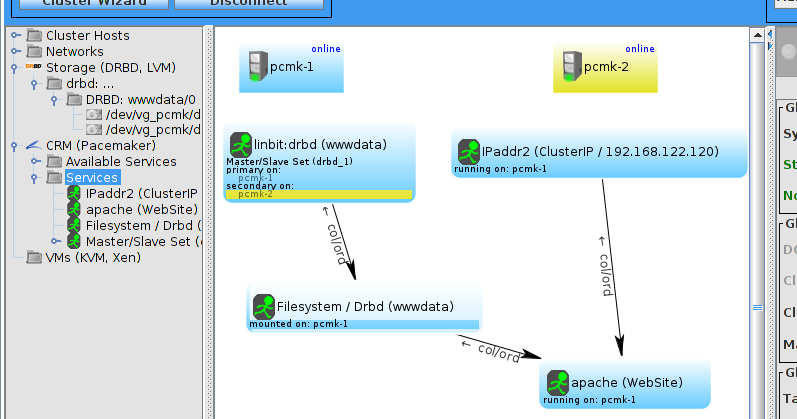 Cluster Wizard
Disconnect
Cluster Hosts
Networks
Storage (DRBD, LVM)
drbd: ...
DRBD: wwwdata/0
/dev/vg_pcmk/d
/dev/vg_pcmk/d
CRM (Pacemaker)
Available Services
Services
IPaddr2 (ClusterIP
apache (WebSite)
Filesystem / Drbd (
Master/Slave Set (
VMs (KVM, Xen)
online
pcmk-1
online
pcmk-2
linbit:drbd (wwwdata)
Master/Slave Set (drbd_1)
primary on:
pcmk-1
secondary on:
pcmk-2
IPaddr2 (ClusterIP / 192.168.122.120)
running on: pcmk-1
← col/ord
← col/ord
Filesystem / Drbd (wwwdata)
mounted on: pcmk-1
← col/ord
apache (WebSite)
running on: pcmk-1
Gl
Sy
St
No
Gl
DC
Cl
Cl
Ma
Gl
Ta